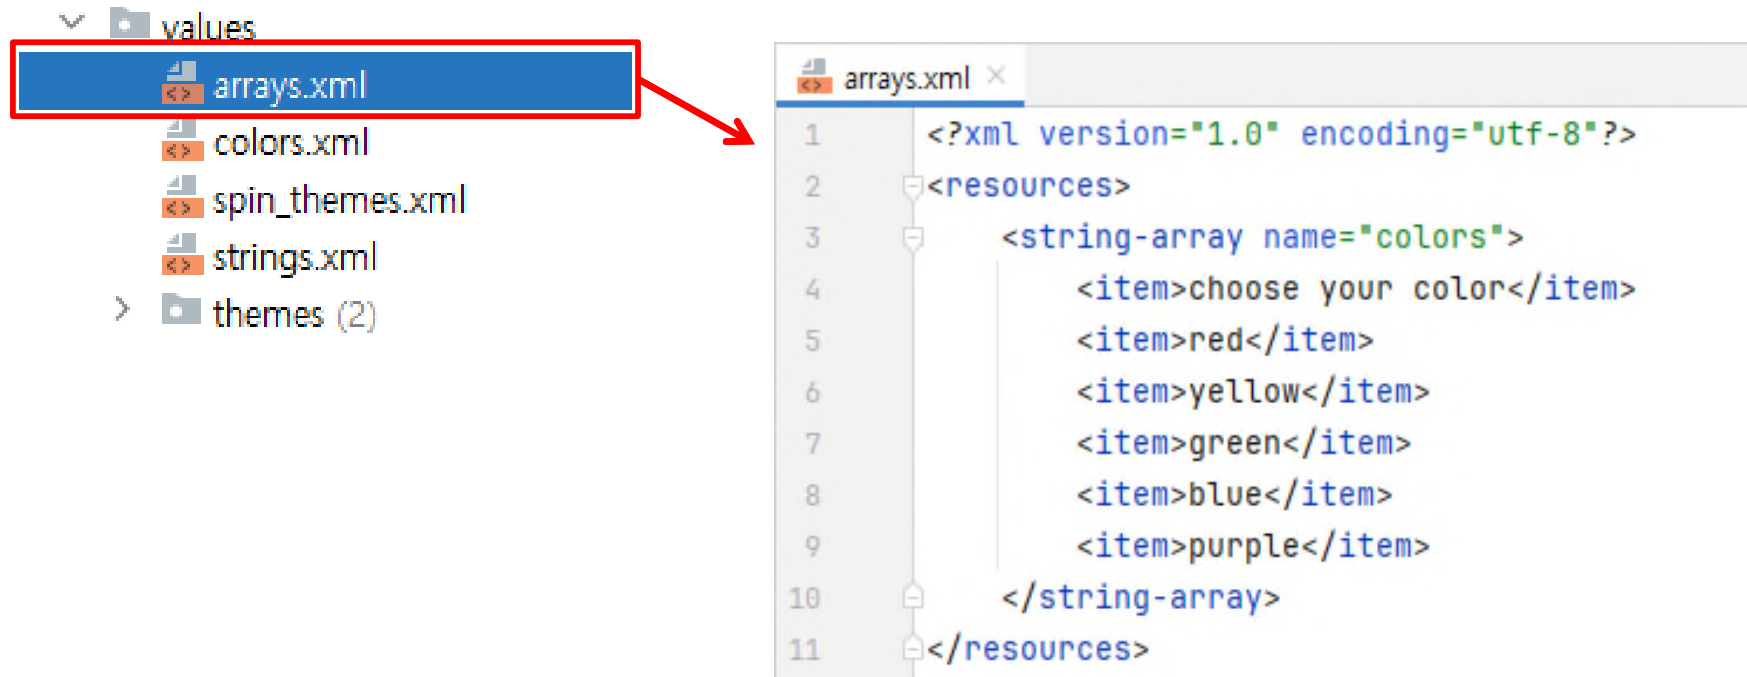 values
arrays.xml
colors.xml
spin_themes.xml
strings.xml
themes (2)
arrays.xml
1 <?xml version="1.0" encoding="utf-8"?>
2 <resources>
3 <string-array name="colors">
4 <item>choose your color</item>
5 <item>red</item>
6 <item>yellow</item>
7 <item>green</item>
8 <item>blue</item>
9 <item>purple</item>
10 </string-array>
11 </resources>